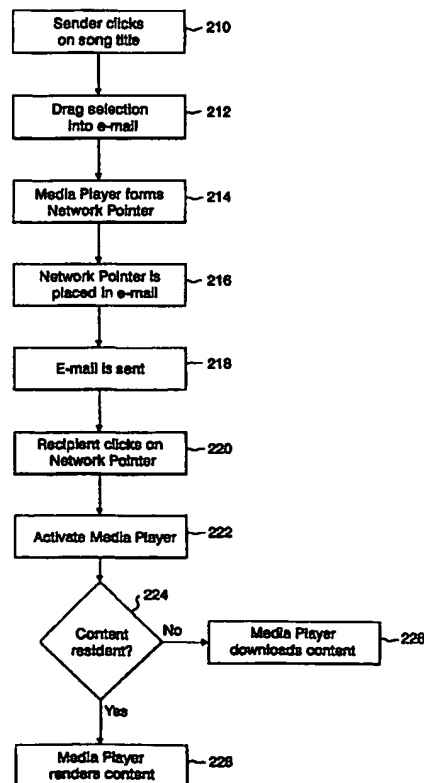 Sender clicks
on song title
210
Drag selection
into e-mail
212
Media Player forms
Network Pointer
214
Network Pointer is
placed in e-mail
216
E-mail is sent
218
Recipient clicks on
Network Pointer
220
Activate Media Player
222
224
Content
resident?
No
Media Player
downloads content
226
Yes
Media Player
renders content
228